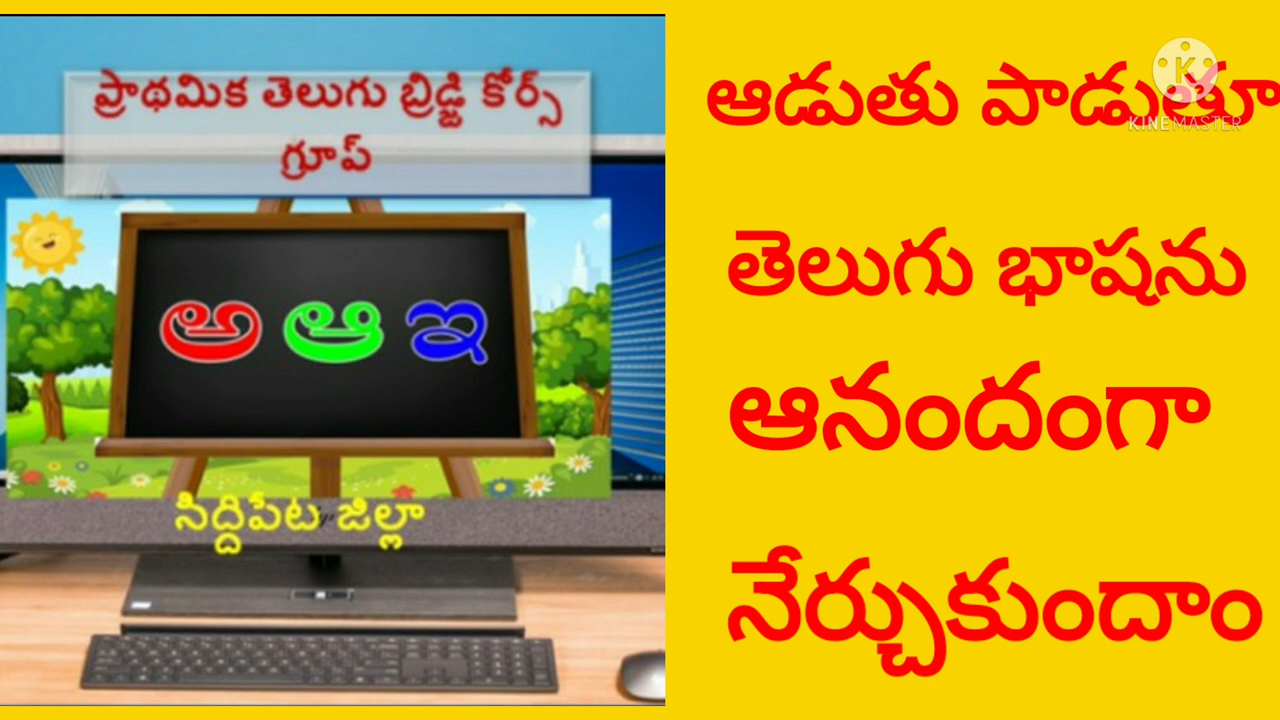 ప్రాథమిక తెలుగు బ్రిడ్జి కోర్స్
గ్రూప్
అ ఆ ఇ
సిద్దిపేట జిల్లా
ఆడుతు పాడుతూ
తెలుగు భాషను
ఆనందంగా
నేర్చుకుందాం
KINEMASTER